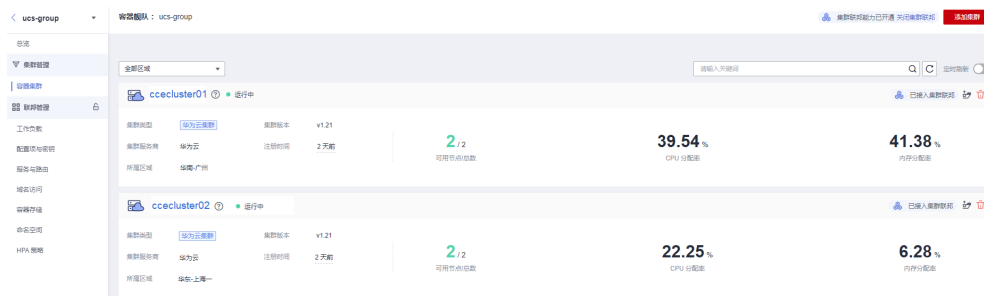 ucs-group
容器舰队： ucs-group
集群联邦能力已开通 关闭集群联邦
添加集群
总览
集群管理
容器集群
联邦管理
工作负载
配置项与密钥
服务与路由
域名访问
容器存储
命名空间
HPA 策略
全部区域
请输入关键词
定时刷新
ccecluster01
运行中
已接入集群联邦
集群类型 华为云集群 集群版本 v1.21
集群服务商 华为云 注册时间 2 天前
所属区域 华南-广州
2 / 2
可用节点/总数
39.54 %
CPU 分配率
41.38 %
内存分配率
ccecluster02
运行中
已接入集群联邦
集群类型 华为云集群 集群版本 v1.21
集群服务商 华为云 注册时间 2 天前
所属区域 华东-上海一
2 / 2
可用节点/总数
22.25 %
CPU 分配率
6.28 %
内存分配率